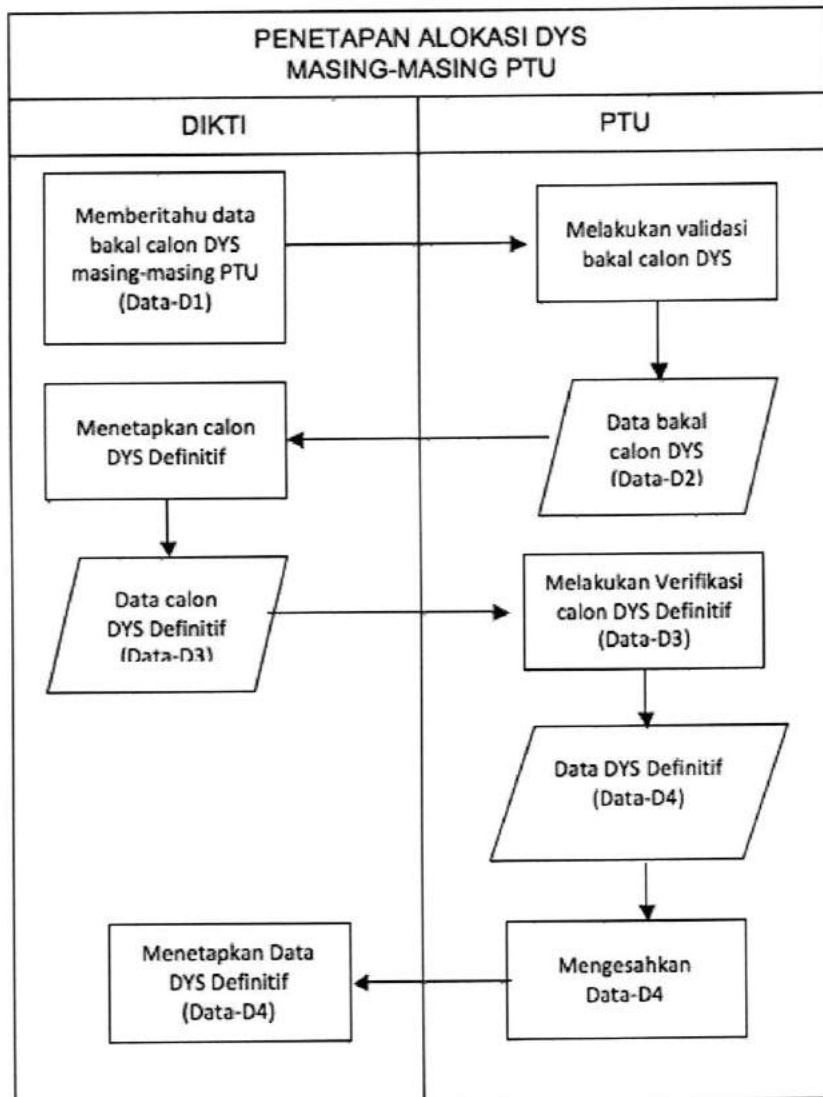 PENETAPAN ALOKASI DYS
MASING-MASING PTU
DIKTI
PTU
Memberitahu data
bakal calon DYS
masing-masing PTU
(Data-D1)
Melakukan validasi
bakal calon DYS
Data bakal
calon DYS
(Data-D2)
Menetapkan calon
DYS Definitif
Data calon
DYS Definitif
(Data-D3)
Melakukan Verifikasi
calon DYS Definitif
(Data-D3)
Data DYS Definitif
(Data-D4)
Mengesahkan
Data-D4
Menetapkan Data
DYS Definitif
(Data-D4)